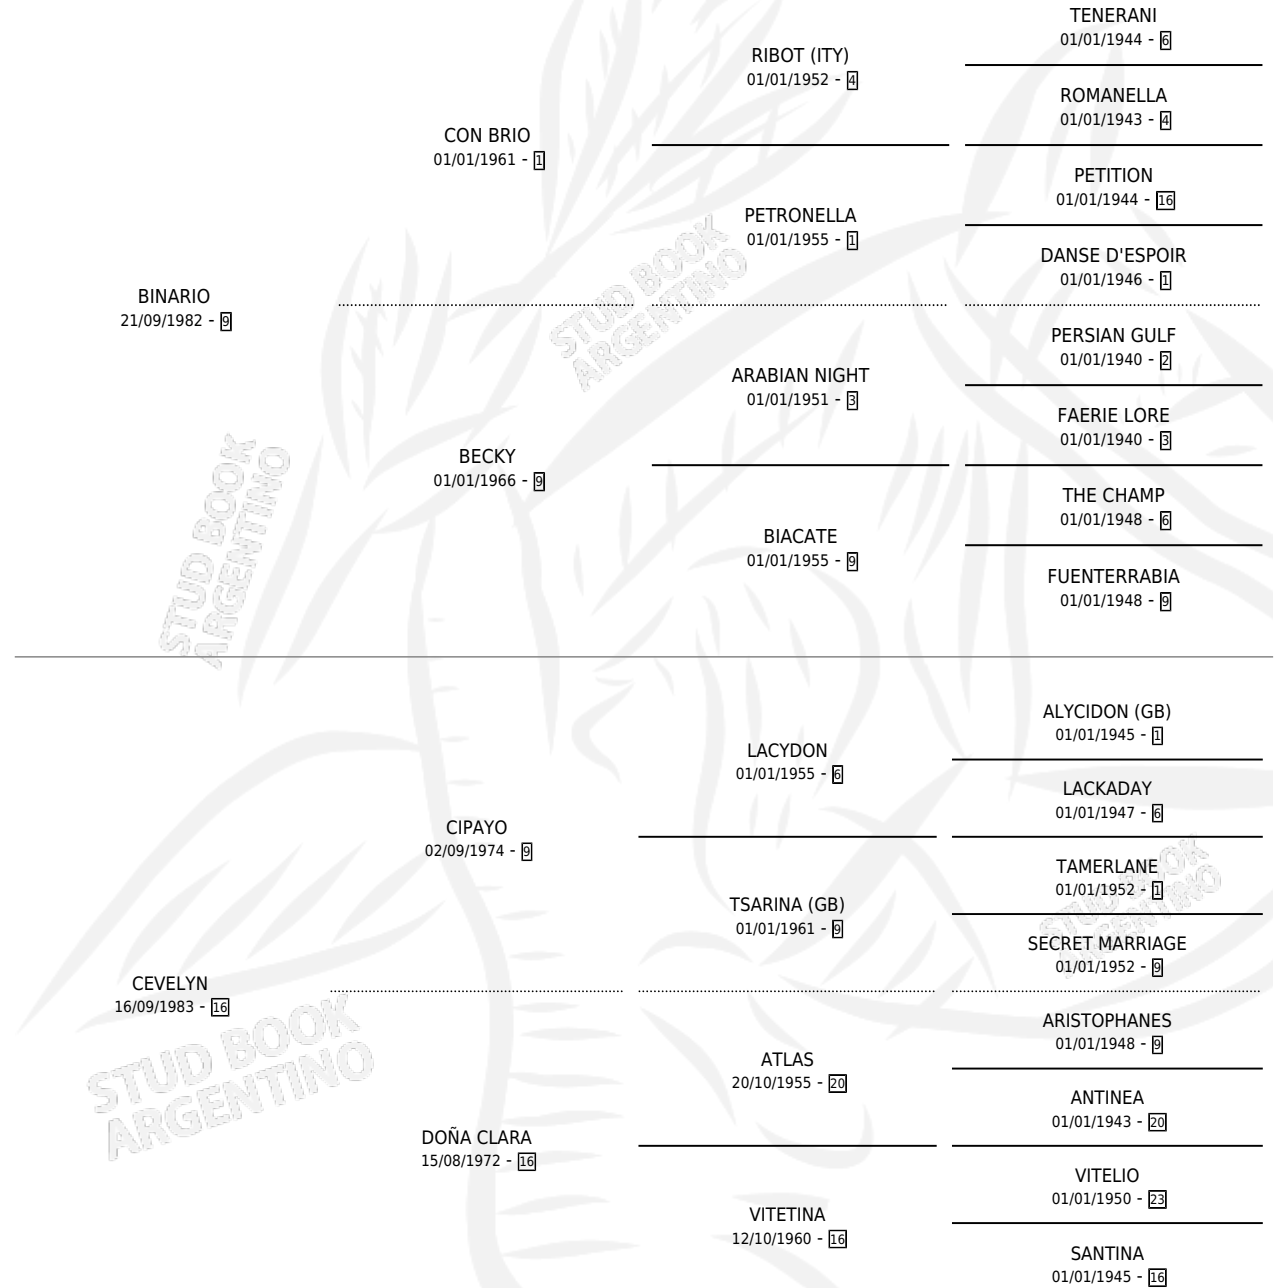 TENERANI
01/01/1944 - 6
RIBOT (ITY)
01/01/1952 - 4
ROMANELLA
01/01/1943 - 4
CON BRIO
01/01/1961 - 1
PETITION
01/01/1944 - 16
PETRONELLA
01/01/1955 - 1
DANSE D'ESPOIR
01/01/1946 - 1
BINARIO
21/09/1982 - 9
STUD BOOK
ARGENTINO
PERSIAN GULF
01/01/1940 - 2
ARABIAN NIGHT
01/01/1951 - 3
FAERIE LORE
01/01/1940 - 3
BECKY
01/01/1966 - 9
THE CHAMP
01/01/1948 - 6
BIACATE
01/01/1955 - 9
FUENTERRABIA
01/01/1948 - 9
STUD BOOK
ARGENTINO
ALYCIDON (GB)
01/01/1945 - 1
LACYDON
01/01/1955 - 6
LACKADAY
01/01/1947 - 6
CIPAYO
02/09/1974 - 9
TAMERLANE
01/01/1952 - 1
TSARINA (GB)
01/01/1961 - 9
SECRET MARRIAGE
01/01/1952 - 9
STUD BOOK
ARGENTINO
CEVELYN
16/09/1983 - 16
ARISTOPHANES
01/01/1948 - 9
ATLAS
20/10/1955 - 20
ANTINEA
01/01/1943 - 20
STUD BOOK
ARGENTINO
DOÑA CLARA
15/08/1972 - 16
VITELIO
01/01/1950 - 23
VITETINA
12/10/1960 - 16
SANTINA
01/01/1945 - 16